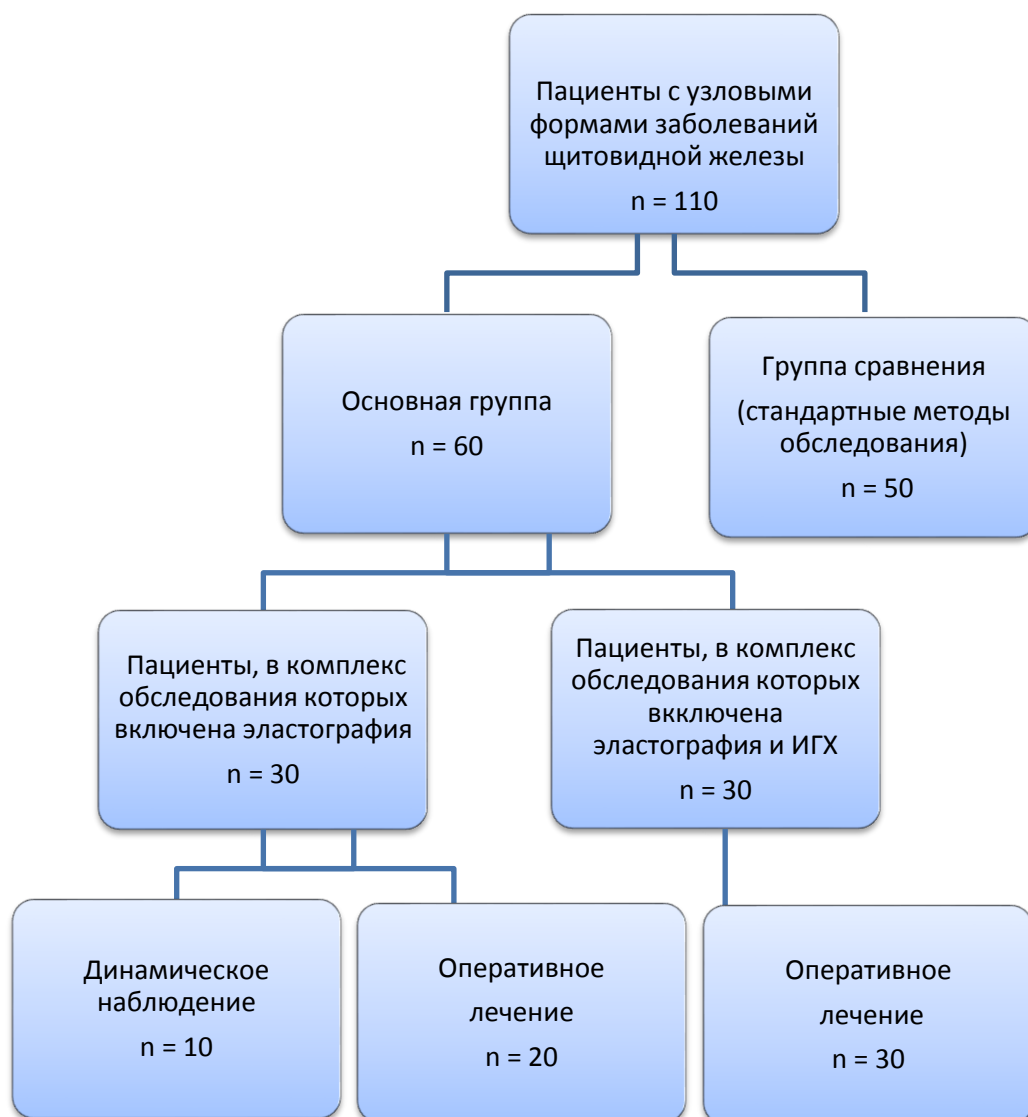 Пациенты с узловыми
формами заболеваний
щитовидной железы
n = 110
Основная группа
n = 60
Группа сравнения
(стандартные методы
обследования)
n = 50
Пациенты, в комплекс
обследования которых
включена эластография
n = 30
Пациенты, в комплекс
обследования которых
вкключена
эластография и ИГХ
n = 30
Динамическое
наблюдение
n = 10
Оперативное
лечение
n = 20
Оперативное
лечение
n = 30